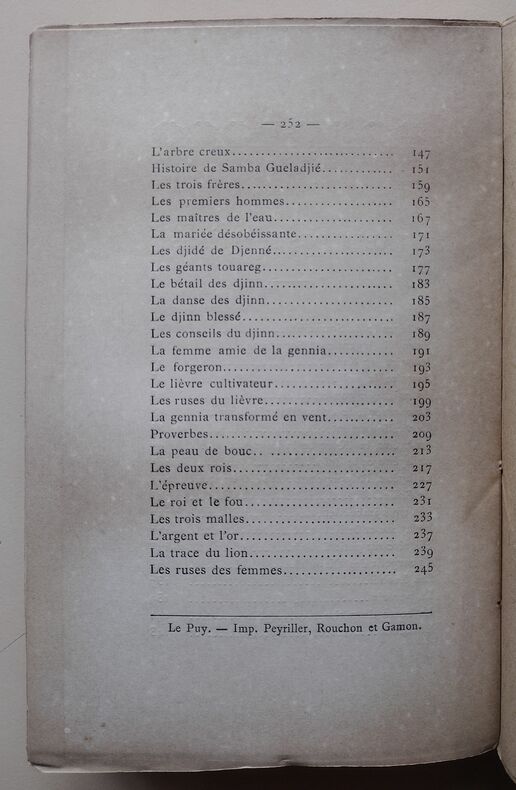 — 252 —
L'arbre creux............................ 147
Histoire de Samba Gueladjié............. 151
Les trois frères........................... 159
Les premiers hommes................... 165
Les maîtres de l'eau..................... 167
La mariée désobéissante................. 171
Les djidé de Djenné..................... 173
Les géants touareg....................... 177
Le bétail des djinn....................... 183
La danse des djinn...................... 185
Le djinn blessé.......................... 187
Les conseils du djinn.................... 189
La femme amie de la gennia............ 191
Le forgeron.............................. 193
Le lièvre cultivateur..................... 195
Les ruses du lièvre....................... 199
La gennia transformé en vent............ 203
Proverbes................................ 209
La peau de bouc.. ...................... 213
Les deux rois............................ 217
L'épreuve................................ 227
Le roi et le fou.......................... 231
Les trois malles.......................... 233
L'argent et l'or........................... 237
La trace du lion......................... 239
Les ruses des femmes.................... 245
Le Puy. — Imp. Peyriller, Rouchon et Gamon.